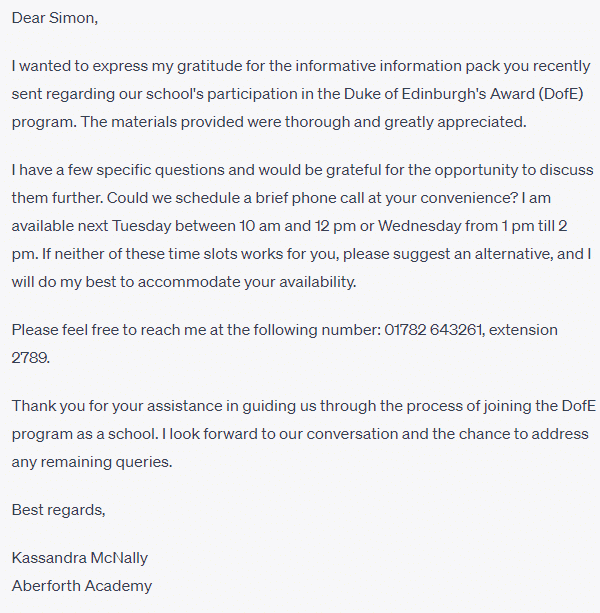 Dear Simon,
I wanted to express my gratitude for the informative information pack you recently
sent regarding our school's participation in the Duke of Edinburgh's Award (DofE)
program. The materials provided were thorough and greatly appreciated.
I have a few specific questions and would be grateful for the opportunity to discuss
them further. Could we schedule a brief phone call at your convenience? I am
available next Tuesday between 10 am and 12 pm or Wednesday from 1 pm till 2
pm. If neither of these time slots works for you, please suggest an alternative, and I
will do my best to accommodate your availability.
Please feel free to reach me at the following number: 01782 643261, extension
2789.
Thank you for your assistance in guiding us through the process of joining the DofE
program as a school. I look forward to our conversation and the chance to address
any remaining queries.
Best regards,
Kassandra McNally
Aberforth Academy